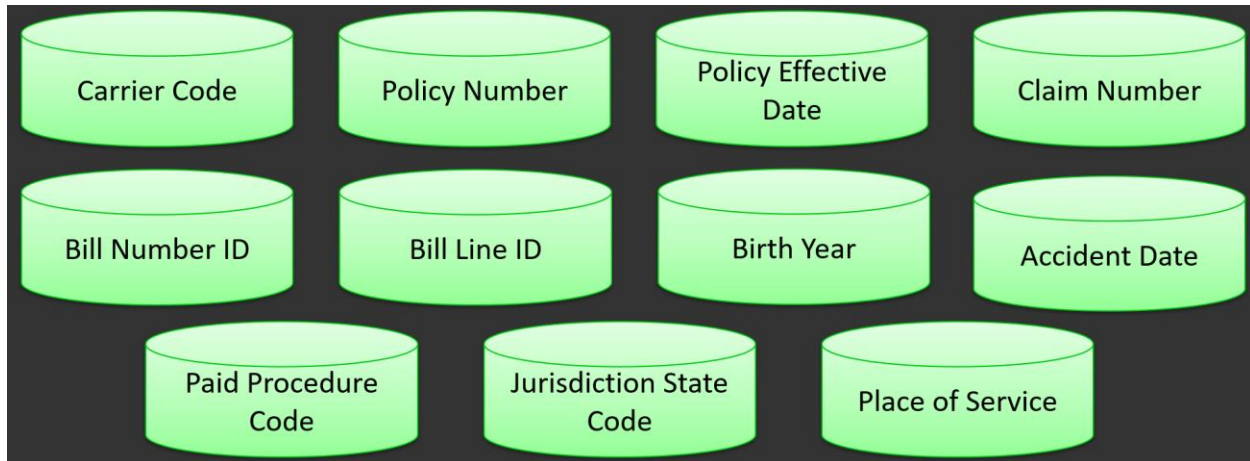 Carrier Code
Policy Number
Policy Effective
Date
Claim Number
Bill Number ID
Bill Line ID
Birth Year
Accident Date
Paid Procedure
Code
Jurisdiction State
Code
Place of Service